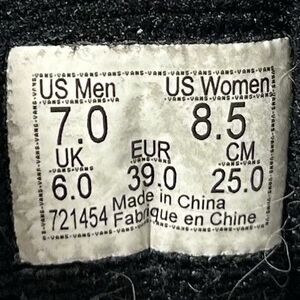 US Men US Women
7.0 8.5
UK EUR CM
6.0 39.0 25.0
721454 Made in China
Fabrique en Chine